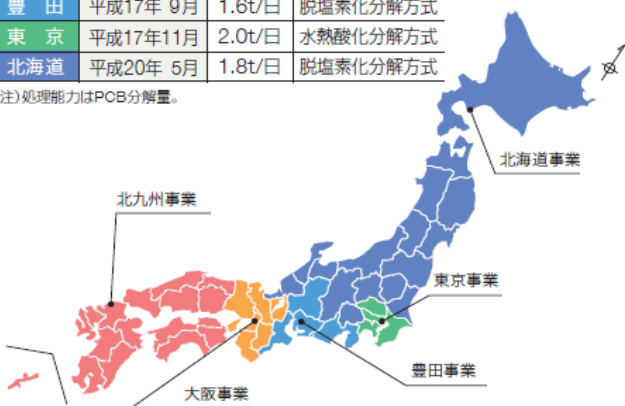 豊 田 平成17年 9月 1.6t/日 脱塩素化分解方式
東 京 平成17年11月 2.0t/日 水熱酸化分解方式
北海道 平成20年 5月 1.8t/日 脱塩素化分解方式
注)処理能力はPCB分解量。
北海道事業
北九州事業
東京事業
豊田事業
大阪事業